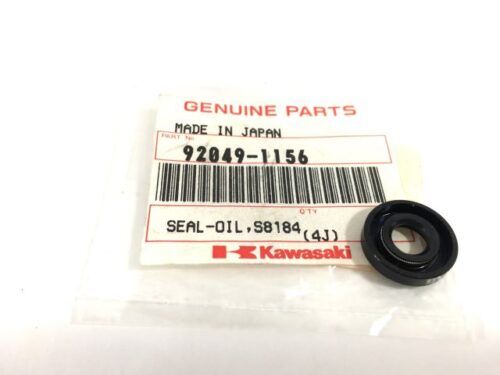 GENUINE PARTS
MADE IN JAPAN
PART No.
92049-1156
QTY
SEAL-OIL,S8184 (4J)
Kawasaki